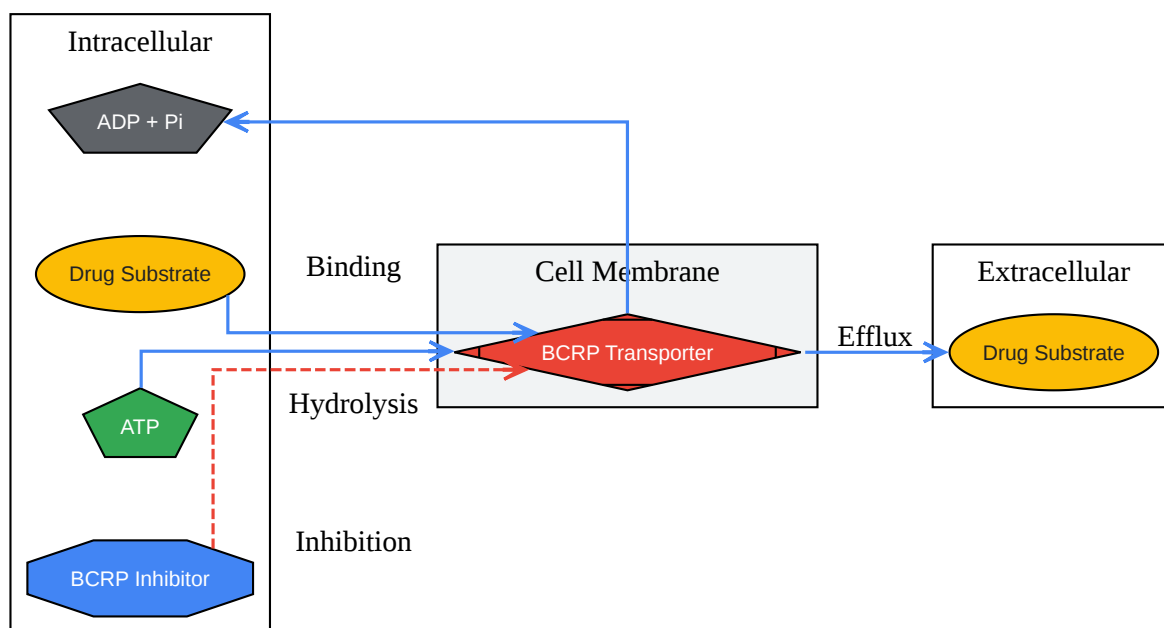 Intracellular
ADP + Pi
Drug Substrate
Binding
Cell Membrane
Extracellular
BCRP Transporter
Efflux
Drug Substrate
Hydrolysis
ATP
Inhibition
BCRP Inhibitor